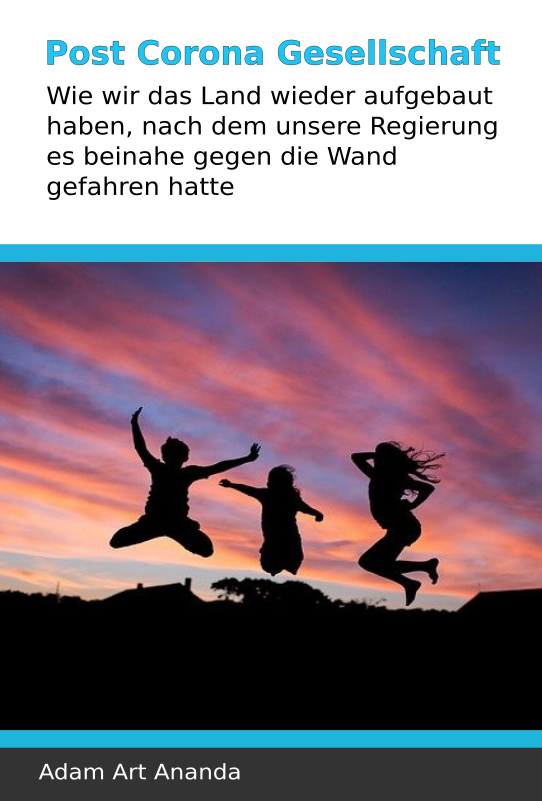 Post Corona Gesellschaft
Wie wir das Land wieder aufgebaut
haben, nach dem unsere Regierung
es beinahe gegen die Wand
gefahren hatte
Adam Art Ananda